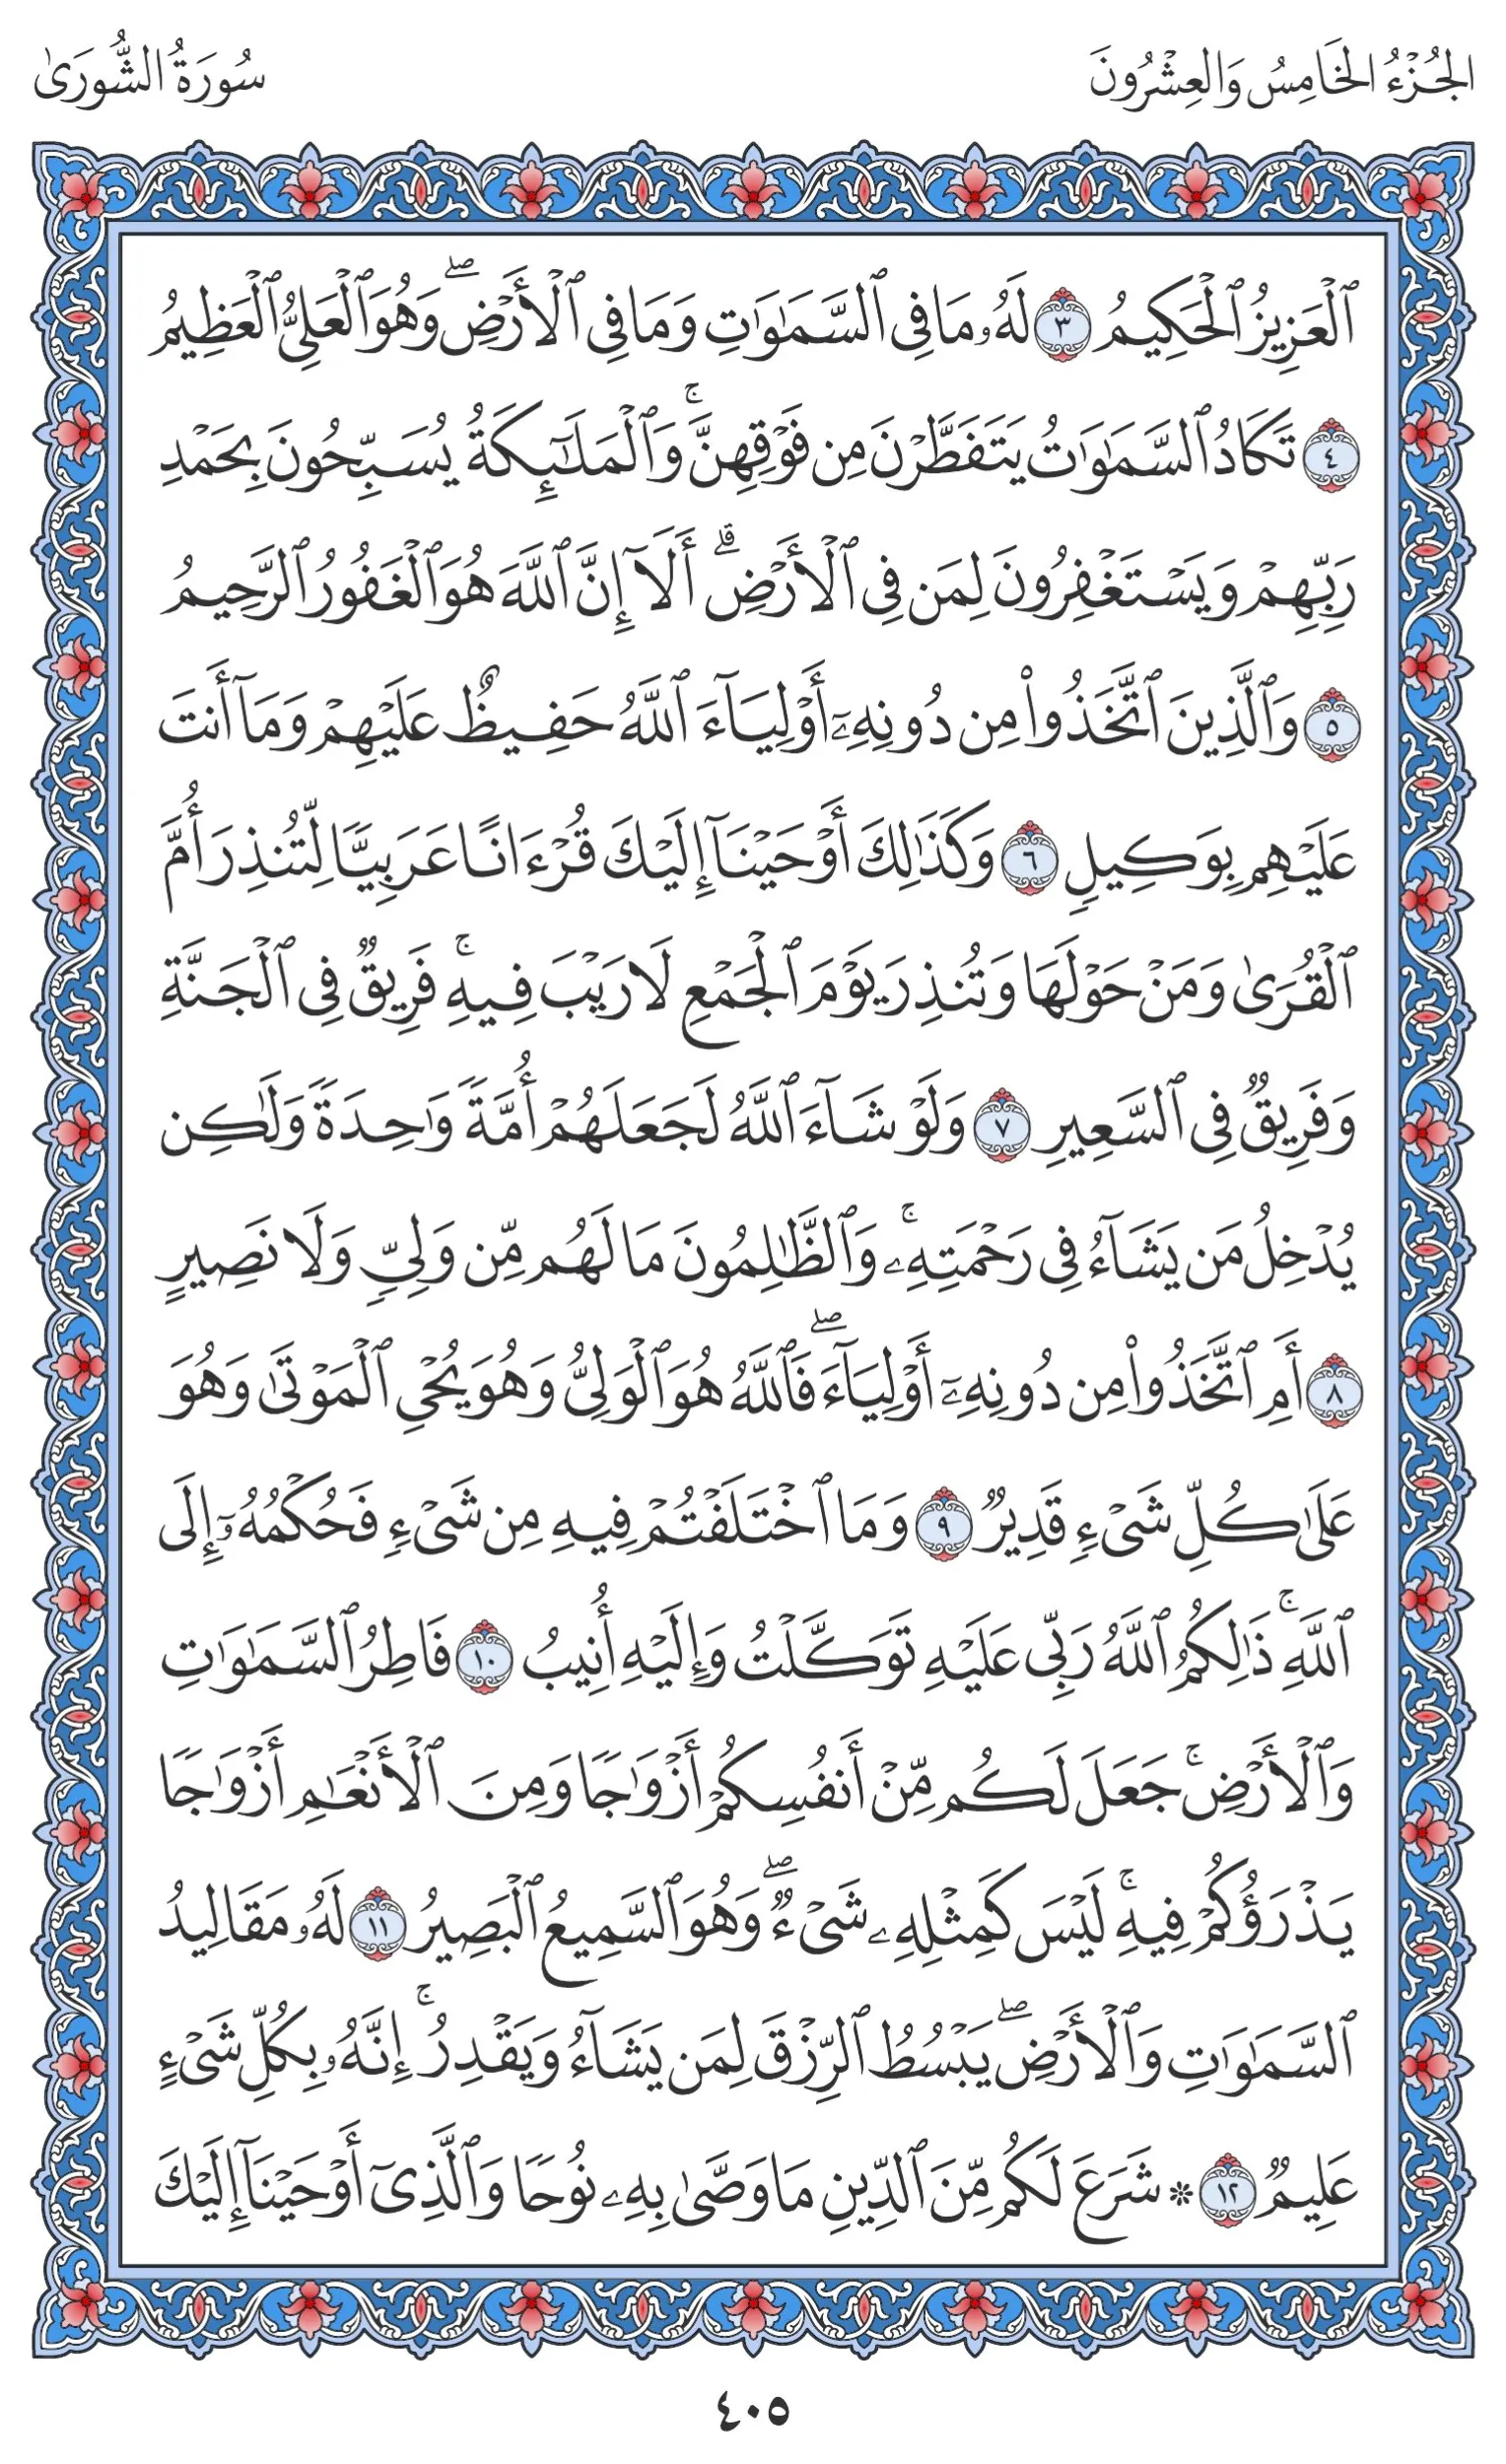 الجُزْءُ الخَامِسُ وَالعِشْرُونَ
سُورَةُ الشُّورَىٰ
ٱلْعَزِيزُ ٱلْحَكِيمُ ٣ لَهُۥ مَا فِى ٱلسَّمَٰوَٰتِ وَمَا فِى ٱلْأَرْضِۖ وَهُوَ ٱلْعَلِىُّ ٱلْعَظِيمُ
٤ تَكَادُ ٱلسَّمَٰوَٰتُ يَتَفَطَّرْنَ مِن فَوْقِهِنَّۚ وَٱلْمَلَٰٓئِكَةُ يُسَبِّحُونَ بِحَمْدِ
رَبِّهِمْ وَيَسْتَغْفِرُونَ لِمَن فِى ٱلْأَرْضِۗ أَلَآ إِنَّ ٱللَّهَ هُوَ ٱلْغَفُورُ ٱلرَّحِيمُ
٥ وَٱلَّذِينَ ٱتَّخَذُوا۟ مِن دُونِهِۦٓ أَوْلِيَآءَ ٱللَّهُ حَفِيظٌ عَلَيْهِمْ وَمَآ أَنتَ
عَلَيْهِم بِوَكِيلٍ ٦ وَكَذَٰلِكَ أَوْحَيْنَآ إِلَيْكَ قُرْءَانًا عَرَبِيًّا لِّتُنذِرَ أُمَّ
ٱلْقُرَىٰ وَمَنْ حَوْلَهَا وَتُنذِرَ يَوْمَ ٱلْجَمْعِ لَا رَيْبَ فِيهِۚ فَرِيقٌ فِى ٱلْجَنَّةِ
وَفَرِيقٌ فِى ٱلسَّعِيرِ ٧ وَلَوْ شَآءَ ٱللَّهُ لَجَعَلَهُمْ أُمَّةً وَٰحِدَةً وَلَٰكِن
يُدْخِلُ مَن يَشَآءُ فِى رَحْمَتِهِۦۚ وَٱلظَّٰلِمُونَ مَا لَهُم مِّن وَلِىٍّ وَلَا نَصِيرٍ
٨ أَمِ ٱتَّخَذُوا۟ مِن دُونِهِۦٓ أَوْلِيَآءَۖ فَٱللَّهُ هُوَ ٱلْوَلِىُّ وَهُوَ يُحْىِ ٱلْمَوْتَىٰ وَهُوَ
عَلَىٰ كُلِّ شَىْءٍ قَدِيرٌ ٩ وَمَا ٱخْتَلَفْتُمْ فِيهِ مِن شَىْءٍ فَحُكْمُهُۥٓ إِلَى
ٱللَّهِۚ ذَٰلِكُمُ ٱللَّهُ رَبِّى عَلَيْهِ تَوَكَّلْتُ وَإِلَيْهِ أُنِيبُ ١٠ فَاطِرُ ٱلسَّمَٰوَٰتِ
وَٱلْأَرْضِۚ جَعَلَ لَكُم مِّنْ أَنفُسِكُمْ أَزْوَٰجًا وَمِنَ ٱلْأَنْعَٰمِ أَزْوَٰجًا
يَذْرَؤُكُمْ فِيهِۚ لَيْسَ كَمِثْلِهِۦ شَىْءٌۖ وَهُوَ ٱلسَّمِيعُ ٱلْبَصِيرُ ١١ لَهُۥ مَقَالِيدُ
ٱلسَّمَٰوَٰتِ وَٱلْأَرْضِۖ يَبْسُطُ ٱلرِّزْقَ لِمَن يَشَآءُ وَيَقْدِرُۚ إِنَّهُۥ بِكُلِّ شَىْءٍ
عَلِيمٌ ١٢ ۞ شَرَعَ لَكُم مِّنَ ٱلدِّينِ مَا وَصَّىٰ بِهِۦ نُوحًا وَٱلَّذِىٓ أَوْحَيْنَآ إِلَيْكَ
٤٠٥